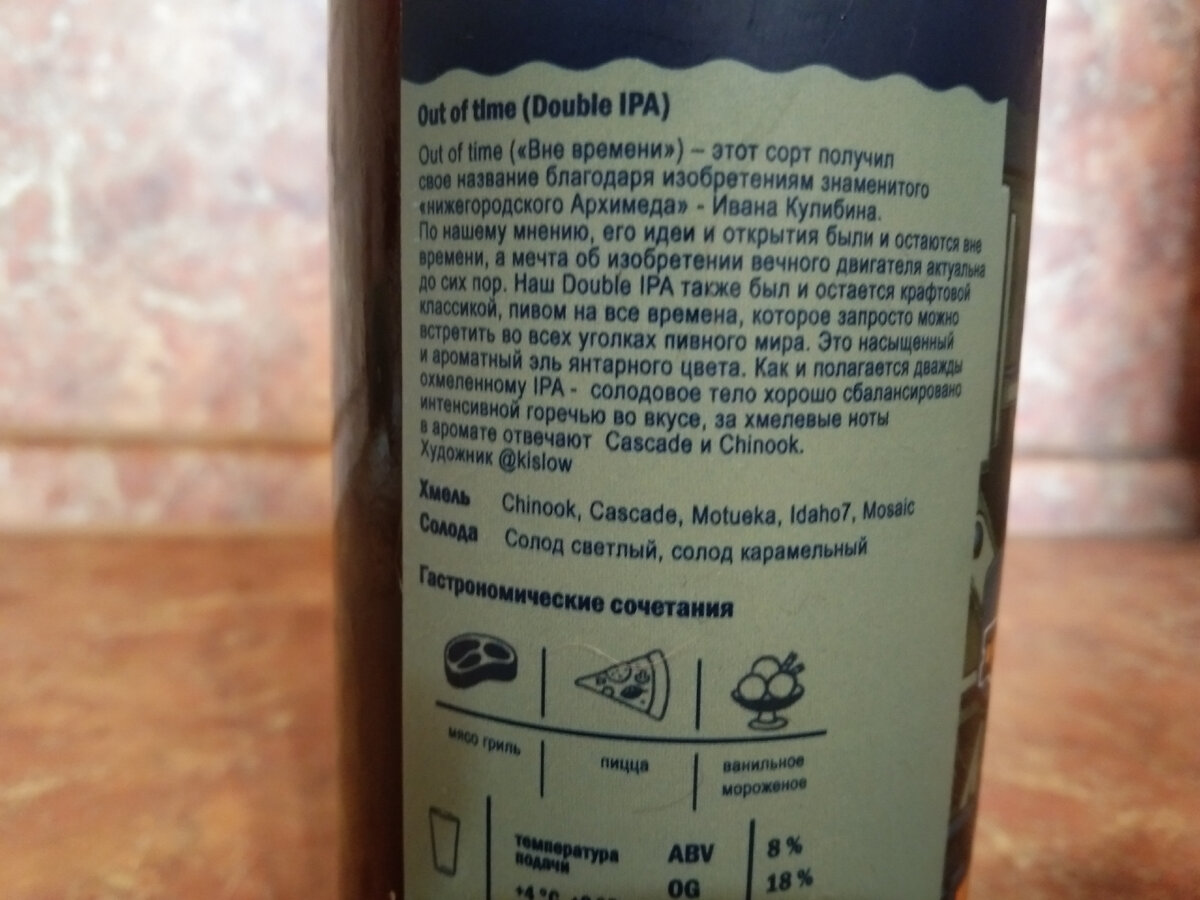 Out of time (Double IPA)
Out of time («Вне времени») – этот сорт получил
свое название благодаря изобретениям знаменитого
«нижегородского Архимеда» - Ивана Кулибина.
По нашему мнению, его идеи и открытия были и остаются вне
времени, а мечта об изобретении вечного двигателя актуальна
до сих пор. Наш Double IPA также был и остается крафтовой
классикой, пивом на все времена, которое запросто можно
встретить во всех уголках пивного мира. Это насыщенный
и ароматный эль янтарного цвета. Как и полагается дважды
охмеленному IPA - солодовое тело хорошо сбалансировано
интенсивной горечью во вкусе, за хмелевые ноты
в аромате отвечают Cascade и Chinook.
Художник @kislow
Хмель Chinook, Cascade, Motueka, Idaho7, Mosaic
Солода Солод светлый, солод карамельный
Гастрономические сочетания
мясо гриль
пицца
ванильное
мороженое
температура
подачи
+4 °C
ABV 8 %
OG 18 %